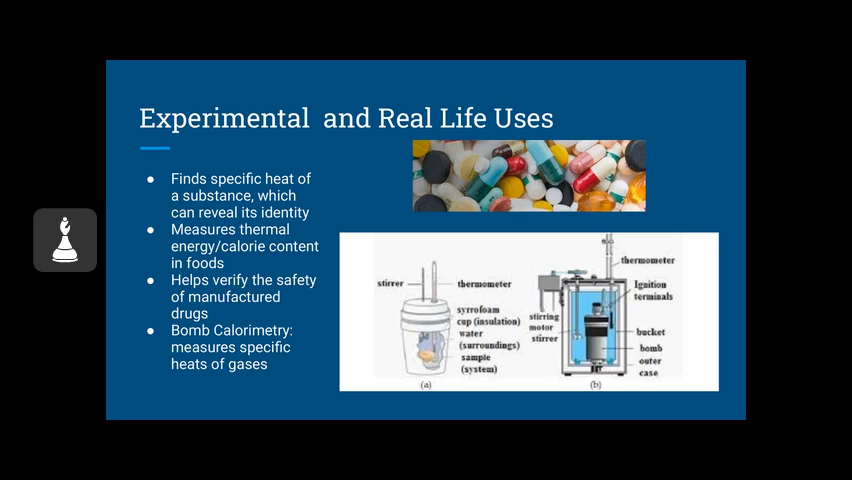 Experimental  and Real Life Uses
● Finds specific heat of
a substance, which
can reveal its identity
● Measures thermal
energy/calorie content
in foods
● Helps verify the safety
of manufactured
drugs
● Bomb Calorimetry:
measures specific
heats of gases
stirrer
thermometer
syrrofoam
cup (insulation)
water
(surroundings)
sample
(system)
(a)
thermometer
Ignition
terminals
stirring
motor
stirrer
bucket
bomb
outer
case
(b)